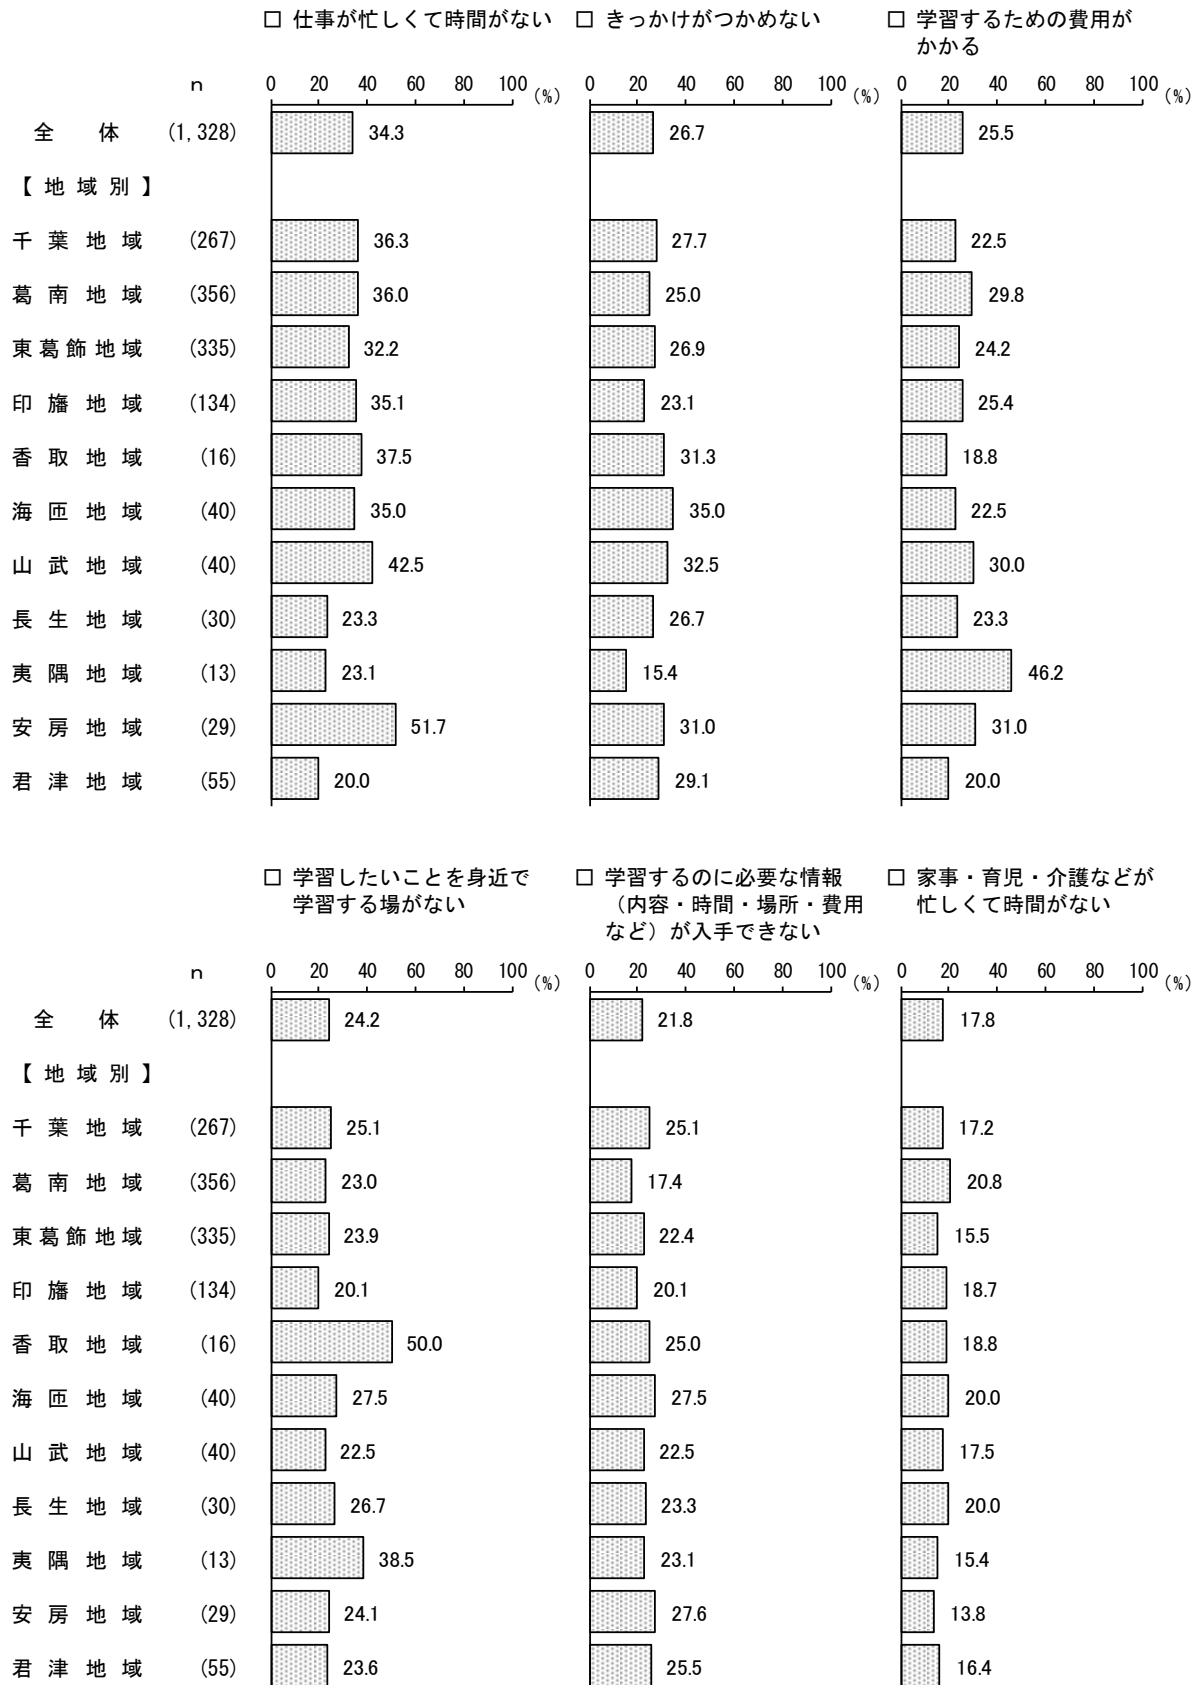 □ 仕事が忙しくて時間がない □ きっかけがつかめない □ 学習するための費用が
かかる
n 0 20 40 60 80 100 (%) 0 20 40 60 80 100 (%) 0 20 40 60 80 100 (%)
全体 (1,328) 34.3 26.7 25.5
【地域別】
千葉地域 (267) 36.3 27.7 22.5
葛南地域 (356) 36.0 25.0 29.8
東葛飾地域 (335) 32.2 26.9 24.2
印旛地域 (134) 35.1 23.1 25.4
香取地域 (16) 37.5 31.3 18.8
海匝地域 (40) 35.0 35.0 22.5
山武地域 (40) 42.5 32.5 30.0
長生地域 (30) 23.3 26.7 23.3
夷隅地域 (13) 23.1 15.4 46.2
安房地域 (29) 51.7 31.0 31.0
君津地域 (55) 20.0 29.1 20.0
□ 学習したいことを身近で □ 学習するのに必要な情報 □ 家事・育児・介護などが
学習する場がない (内容・時間・場所・費用 忙しくて時間がない
など)が入手できない
n 0 20 40 60 80 100 (%) 0 20 40 60 80 100 (%) 0 20 40 60 80 100 (%)
全体 (1,328) 24.2 21.8 17.8
【地域別】
千葉地域 (267) 25.1 25.1 17.2
葛南地域 (356) 23.0 17.4 20.8
東葛飾地域 (335) 23.9 22.4 15.5
印旛地域 (134) 20.1 20.1 18.7
香取地域 (16) 50.0 25.0 18.8
海匝地域 (40) 27.5 27.5 20.0
山武地域 (40) 22.5 22.5 17.5
長生地域 (30) 26.7 23.3 20.0
夷隅地域 (13) 38.5 23.1 15.4
安房地域 (29) 24.1 27.6 13.8
君津地域 (55) 23.6 25.5 16.4